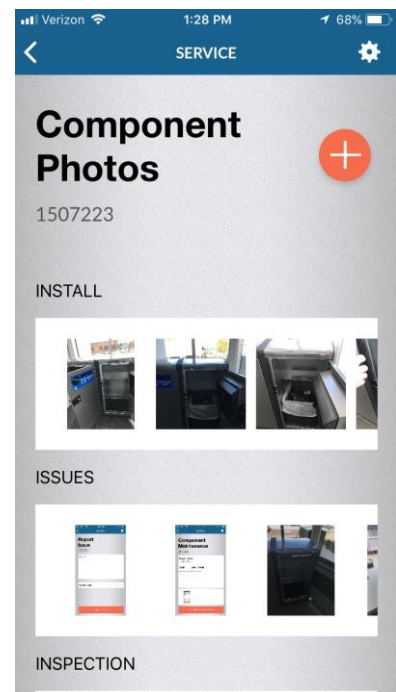 Verizon 1:28 PM 68%
SERVICE
Component
Photos
1507223
INSTALL
ISSUES
Report
Issue
Component
Maintenance
INSPECTION